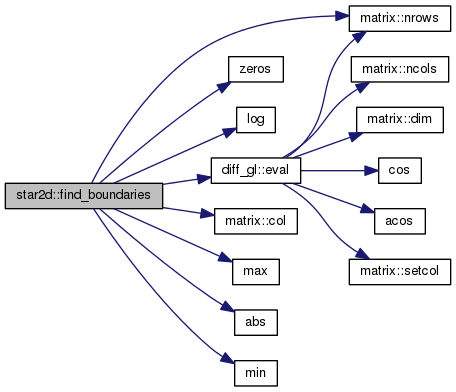 matrix::nrows
zeros
matrix::ncols
log
matrix::dim
diff_gl::eval
cos
star2d::find_boundaries
matrix::col
acos
max
matrix::setcol
abs
min